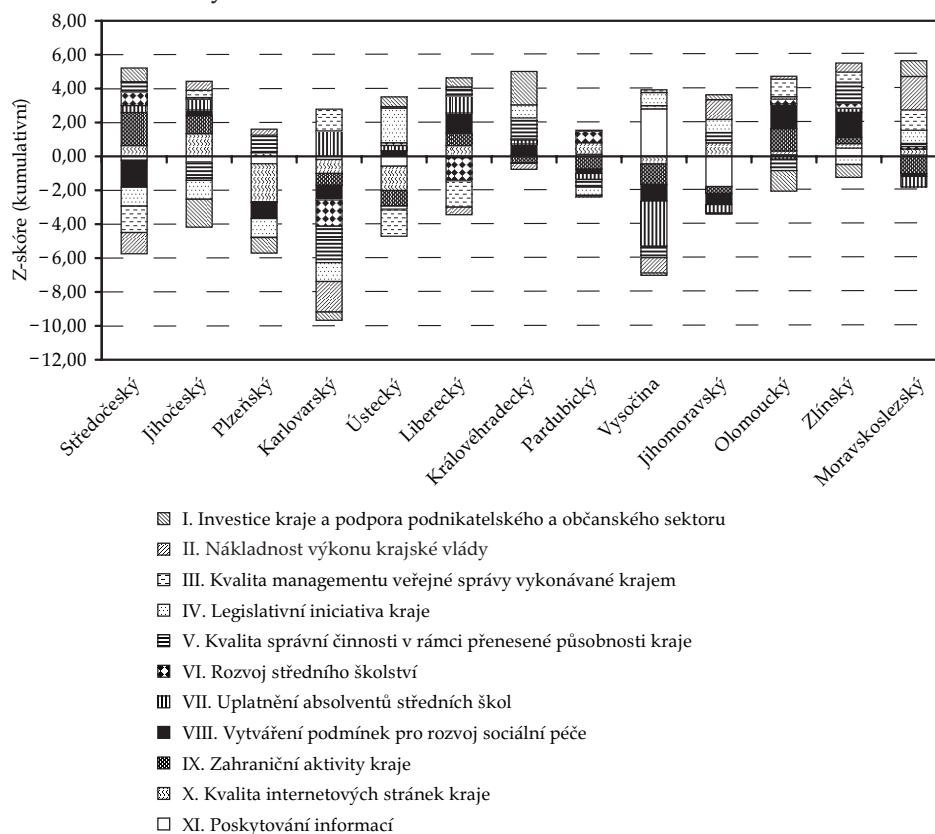 8,00
6,00
4,00
2,00
0,00
−2,00
−4,00
−6,00
−8,00
−10,00
−12,00
Z-skóre (kumulativní)
Středočeský
Jihočeský
Plzeňský
Karlovarský
Ústecký
Liberecký
Královéhradecký
Pardubický
Vysočina
Jihomoravský
Olomoucký
Zlínský
Moravskoslezský
I. Investice kraje a podpora podnikatelského a občanského sektoru
II. Nákladnost výkonu krajské vlády
III. Kvalita managementu veřejné správy vykonávané krajem
IV. Legislativní iniciativa kraje
V. Kvalita správní činnosti v rámci přenesené působnosti kraje
VI. Rozvoj středního školství
VII. Uplatnění absolventů středních škol
VIII. Vytváření podmínek pro rozvoj sociální péče
IX. Zahraniční aktivity kraje
X. Kvalita internetových stránek kraje
XI. Poskytování informací